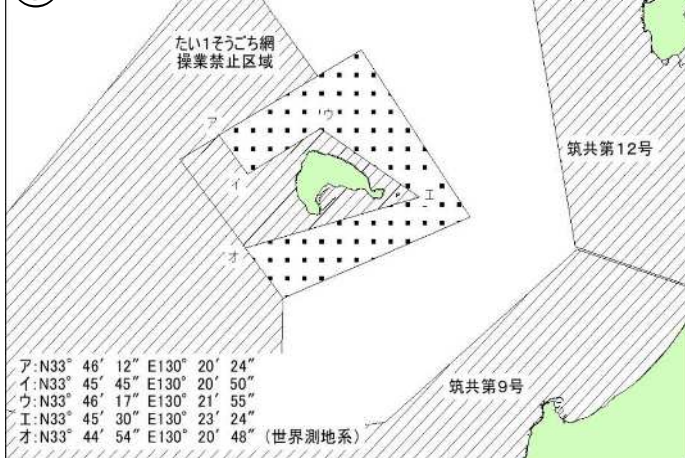 たい1そうごち網
操業禁止区域
ア
ウ
イ
エ
オ
筑共第12号
筑共第9号
ア:N33° 46′ 12″ E130° 20′ 24″
イ:N33° 45′ 45″ E130° 20′ 50″
ウ:N33° 46′ 17″ E130° 21′ 55″
エ:N33° 45′ 30″ E130° 23′ 24″
オ:N33° 44′ 54″ E130° 20′ 48″ (世界測地系)